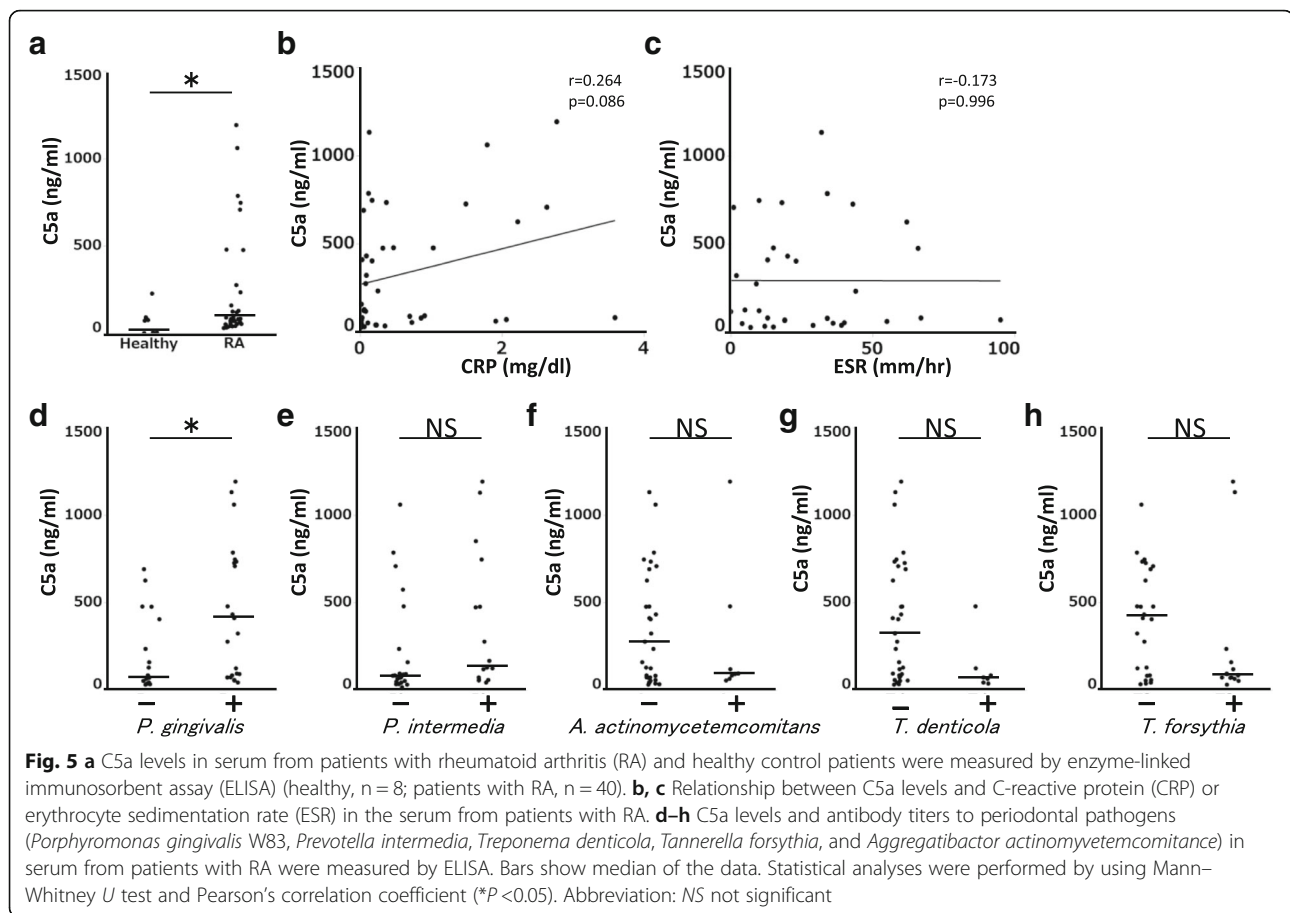 a
1500
1000
500
0
C5a (ng/ml)
*
Healthy RA
b
1500
1000
500
0
C5a (ng/ml)
r=0.264
p=0.086
0 2 4
CRP (mg/dl)
c
1500
1000
500
0
C5a (ng/ml)
r=-0.173
p=0.996
0 50 100
ESR (mm/hr)
d
1500
1000
500
0
C5a (ng/ml)
*
− +
P. gingivalis
e
1500
1000
500
0
C5a (ng/ml)
NS
− +
P. intermedia
f
1500
1000
500
0
C5a (ng/ml)
NS
− +
A. actinomycetemcomitans
g
1500
1000
500
0
C5a (ng/ml)
NS
− +
T. denticola
h
1500
1000
500
0
C5a (ng/ml)
NS
− +
T. forsythia
Fig. 5 a C5a levels in serum from patients with rheumatoid arthritis (RA) and healthy control patients were measured by enzyme-linked
immunosorbent assay (ELISA) (healthy, n = 8; patients with RA, n = 40). b, c Relationship between C5a levels and C-reactive protein (CRP) or
erythrocyte sedimentation rate (ESR) in the serum from patients with RA. d–h C5a levels and antibody titers to periodontal pathogens
(Porphyromonas gingivalis W83, Prevotella intermedia, Treponema denticola, Tannerella forsythia, and Aggregatibactor actinomyvetemcomitance) in
serum from patients with RA were measured by ELISA. Bars show median of the data. Statistical analyses were performed by using Mann–
Whitney U test and Pearson's correlation coefficient (*P <0.05). Abbreviation: NS not significant